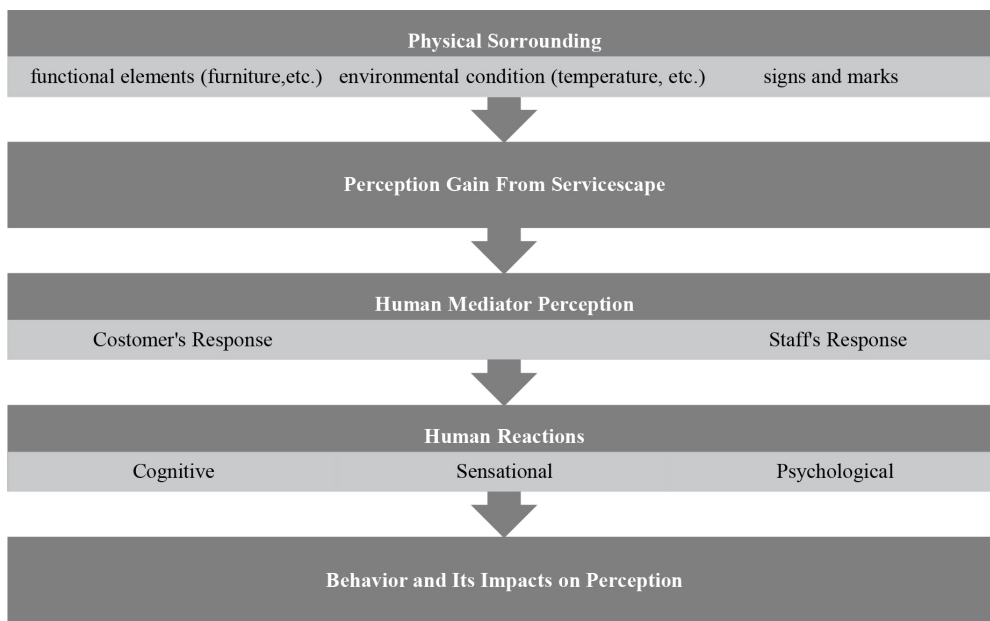 Physical Sorrounding
functional elements (furniture,etc.) environmental condition (temperature, etc.) signs and marks
Perception Gain From Servicescape
Human Mediator Perception
Costomer's Response Staff's Response
Human Reactions
Cognitive Sensational Psychological
Behavior and Its Impacts on Perception